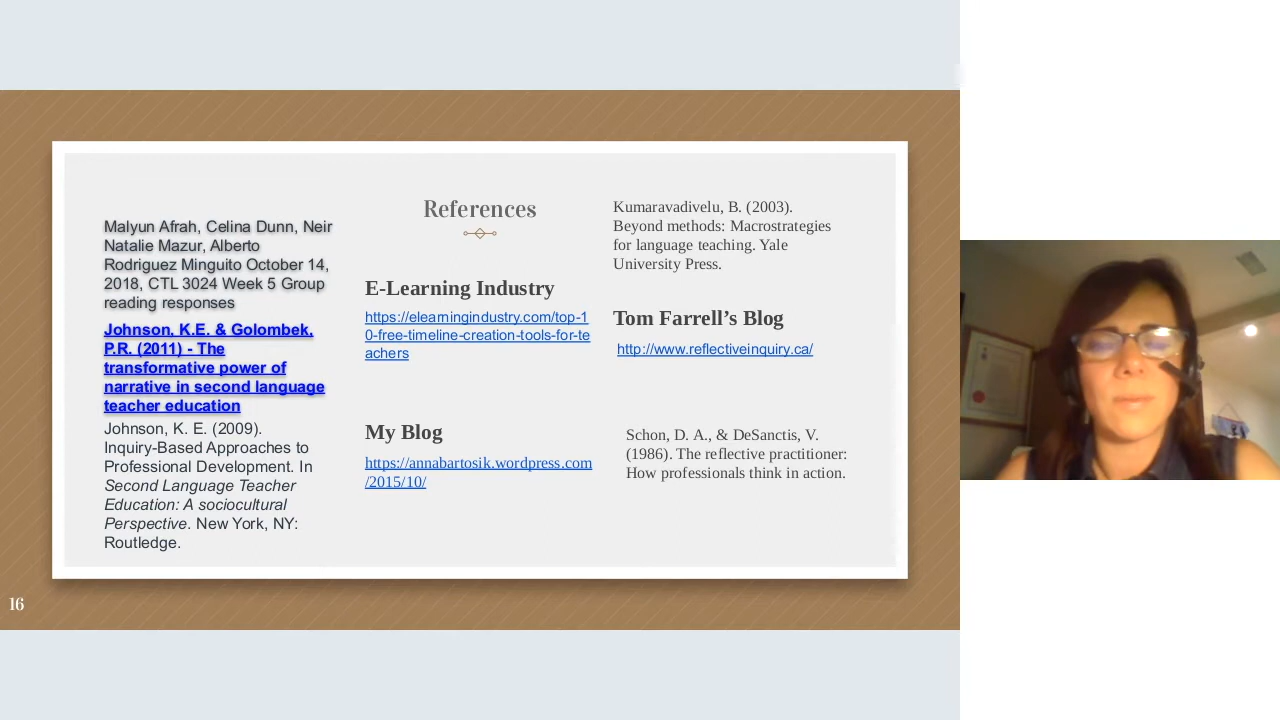 Malyun Afrah, Celina Dunn, Neir
Natalie Mazur, Alberto
Rodriguez Minguito October 14,
2018, CTL 3024 Week 5 Group
reading responses
Johnson, K.E. & Golombek,
P.R. (2011) - The
transformative power of
narrative in second language
teacher education
Johnson, K. E. (2009).
Inquiry-Based Approaches to
Professional Development. In
Second Language Teacher
Education: A sociocultural
Perspective. New York, NY:
Routledge.
References
E-Learning Industry
https://elearningindustry.com/top-1
0-free-timeline-creation-tools-for-te
achers
My Blog
https://annabartosik.wordpress.com
/2015/10/
Kumaravadivelu, B. (2003).
Beyond methods: Macrostrategies
for language teaching. Yale
University Press.
Tom Farrell’s Blog
http://www.reflectiveinquiry.ca/
Schon, D. A., & DeSanctis, V.
(1986). The reflective practitioner:
How professionals think in action.
16